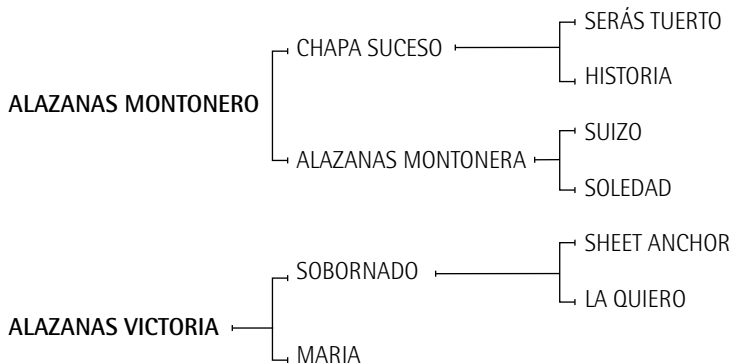 SERÁS TUERTO
CHAPA SUCESO
HISTORIA
ALAZANAS MONTONERO
SUIZO
ALAZANAS MONTONERA
SOLEDAD
SHEET ANCHOR
SOBORNADO
LA QUIERO
ALAZANAS VICTORIA
MARIA